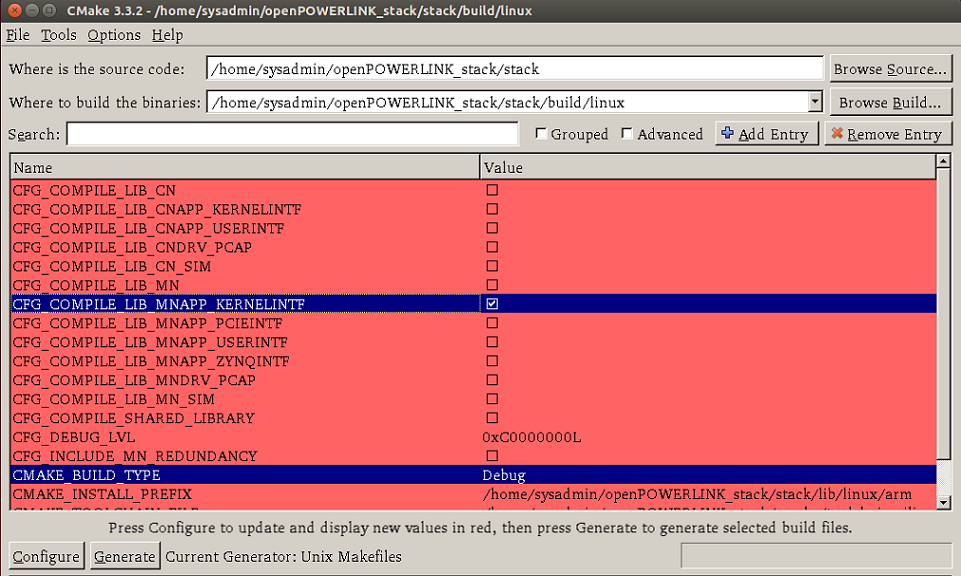 CMake 3.3.2 - /home/sysadmin/openPOWERLINK_stack/stack/build/linux
File Tools Options Help
Where is the source code: /home/sysadmin/openPOWERLINK_stack/stack Browse Source...
Where to build the binaries: /home/sysadmin/openPOWERLINK_stack/stack/build/linux Browse Build...
Search: Grouped Advanced Add Entry Remove Entry
Name Value
CFG_COMPILE_LIB_CN
CFG_COMPILE_LIB_CNAPP_KERNELINTF
CFG_COMPILE_LIB_CNAPP_USERINTF
CFG_COMPILE_LIB_CNDRV_PCAP
CFG_COMPILE_LIB_CN_SIM
CFG_COMPILE_LIB_MN
CFG_COMPILE_LIB_MNAPP_KERNELINTF
CFG_COMPILE_LIB_MNAPP_PCIEINTF
CFG_COMPILE_LIB_MNAPP_USERINTF
CFG_COMPILE_LIB_MNAPP_ZYNQINTF
CFG_COMPILE_LIB_MNDRV_PCAP
CFG_COMPILE_LIB_MN_SIM
CFG_COMPILE_SHARED_LIBRARY
CFG_DEBUG_LVL 0xC0000000L
CFG_INCLUDE_MN_REDUNDANCY
CMAKE_BUILD_TYPE Debug
CMAKE_INSTALL_PREFIX /home/sysadmin/openPOWERLINK_stack/stack/lib/linux/arm
Press Configure to update and display new values in red, then press Generate to generate selected build files.
Configure Generate Current Generator: Unix Makefiles